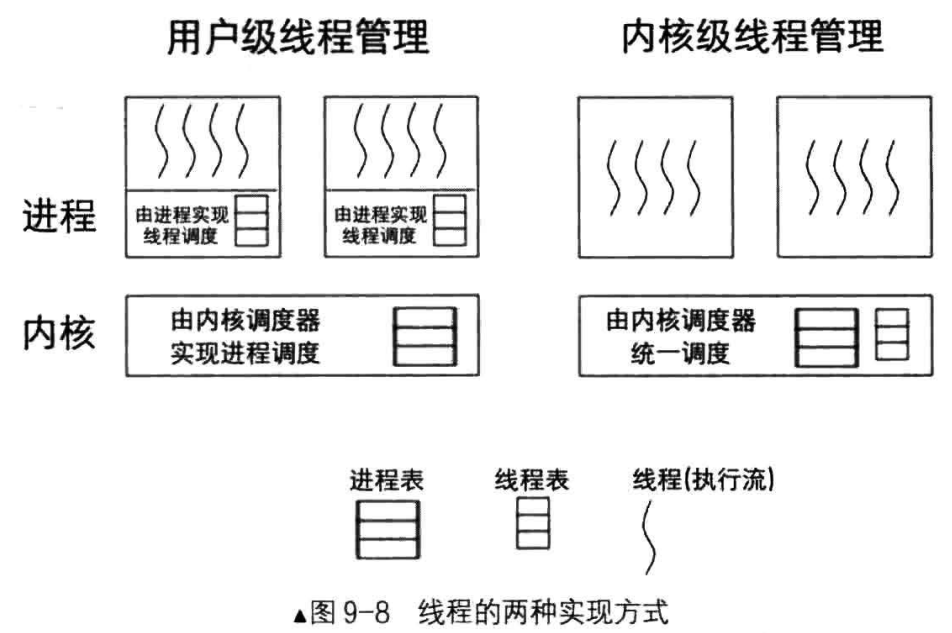 用户级线程管理 内核级线程管理
进程
由进程实现
线程调度
由进程实现
线程调度
内核
由内核调度器
实现进程调度
由内核调度器
统一调度
进程表 线程表 线程(执行流)
▲图 9-8 线程的两种实现方式